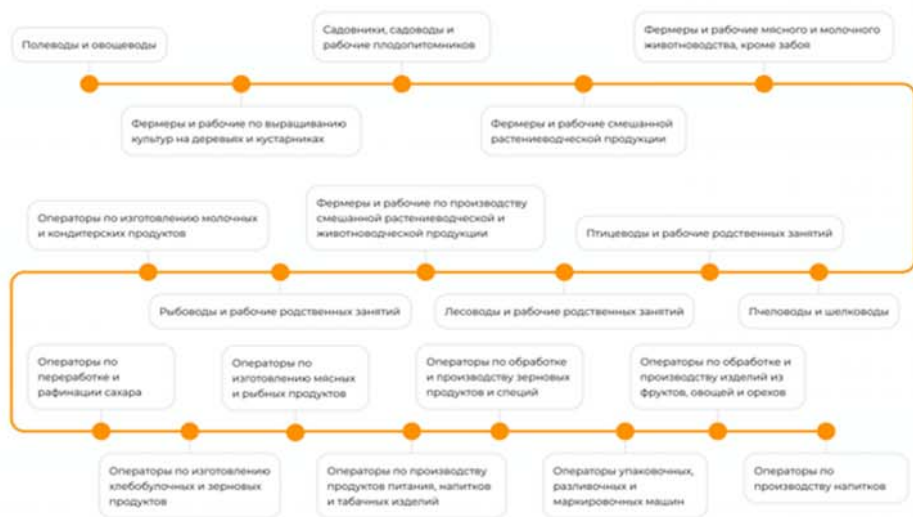 Полеводы и овощеводы
Садовники, садоводы и
рабочие плодопитомников
Фермеры и рабочие мясного и молочного
животноводства, кроме забоя
Фермеры и рабочие по выращиванию
культур на деревьях и кустарниках
Фермеры и рабочие смешанной
растениеводческой продукции
Операторы по изготовлению молочных
и кондитерских продуктов
Фермеры и рабочие по производству
смешанной растениеводческой и
животноводческой продукции
Птицеводы и рабочие родственных занятий
Рыбоводы и рабочие родственных занятий
Лесоводы и рабочие родственных занятий
Пчеловоды и шелководы
Операторы по
переработке и
рафинации сахара
Операторы по
изготовлению мясных
и рыбных продуктов
Операторы по обработке
и производству зерновых
продуктов и специй
Операторы по обработке и
производству изделий из
фруктов, овощей и орехов
Операторы по изготовлению
хлебобулочных и зерновых
продуктов
Операторы по производству
продуктов питания, напитков
и табачных изделий
Операторы упаковочных,
разливочных и
маркировочных машин
Операторы по
производству напитков